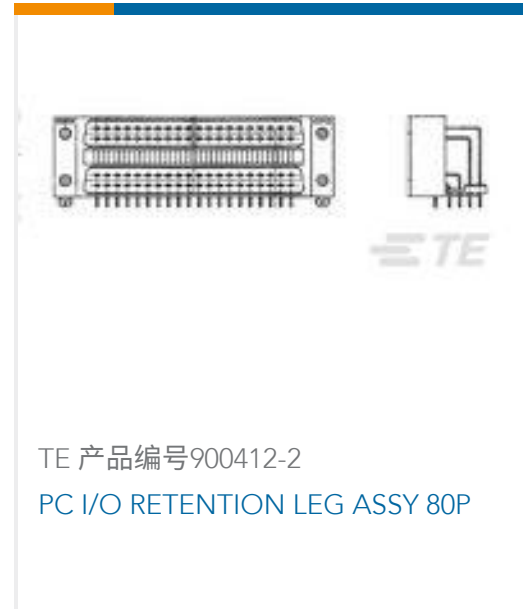 TE
TE 产品编号900412-2
PC I/O RETENTION LEG ASSY 80P